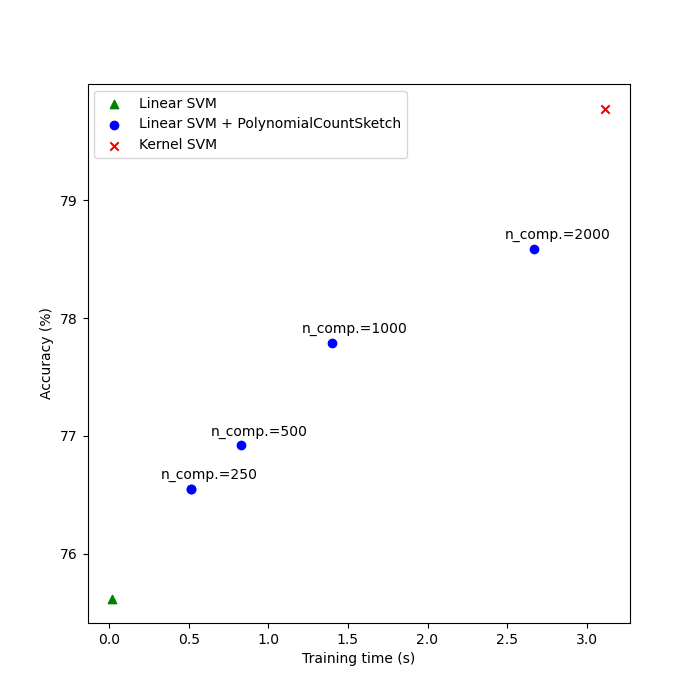 Linear SVM
Linear SVM + PolynomialCountSketch
Kernel SVM
79
n_comp.=2000
78
n_comp.=1000
77
n_comp.=500
n_comp.=250
76
Accuracy (%)
0.0 0.5 1.0 1.5 2.0 2.5 3.0
Training time (s)